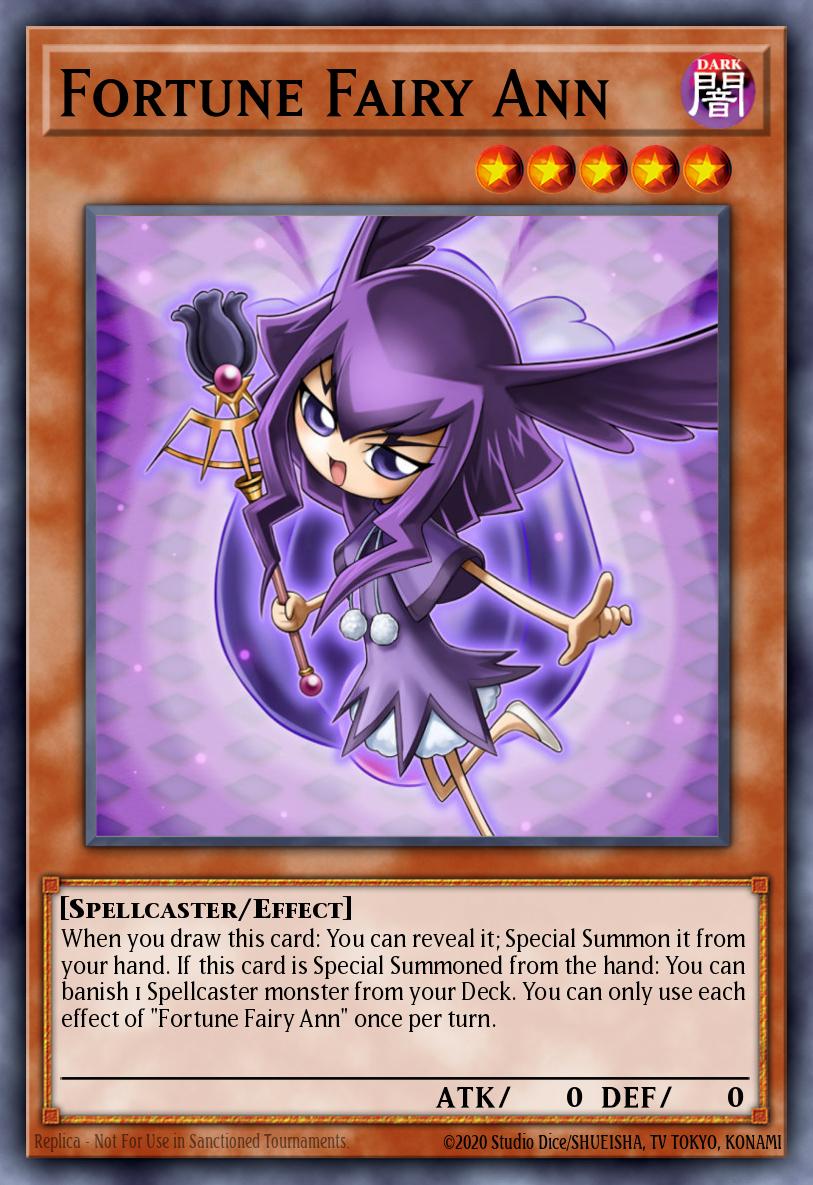 Fortune Fairy Ann
DARK
闇
[Spellcaster/Effect]
When you draw this card: You can reveal it; Special Summon it from
your hand. If this card is Special Summoned from the hand: You can
banish 1 Spellcaster monster from your Deck. You can only use each
effect of "Fortune Fairy Ann" once per turn.
ATK/ 0 DEF/ 0
Replica - Not For Use in Sanctioned Tournaments.
©2020 Studio Dice/SHUEISHA, TV TOKYO, KONAMI